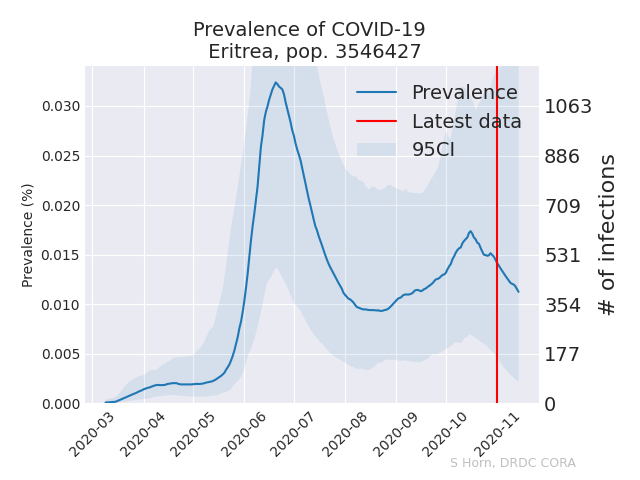 Prevalence of COVID-19
Eritrea, pop. 3546427
Prevalence
Latest data
95CI
0.030
0.025
0.020
0.015
0.010
0.005
0.000
Prevalence (%)
1063
886
709
531
354
177
0
# of infections
2020-03
2020-04
2020-05
2020-06
2020-07
2020-08
2020-09
2020-10
2020-11
S Horn, DRDC CORA